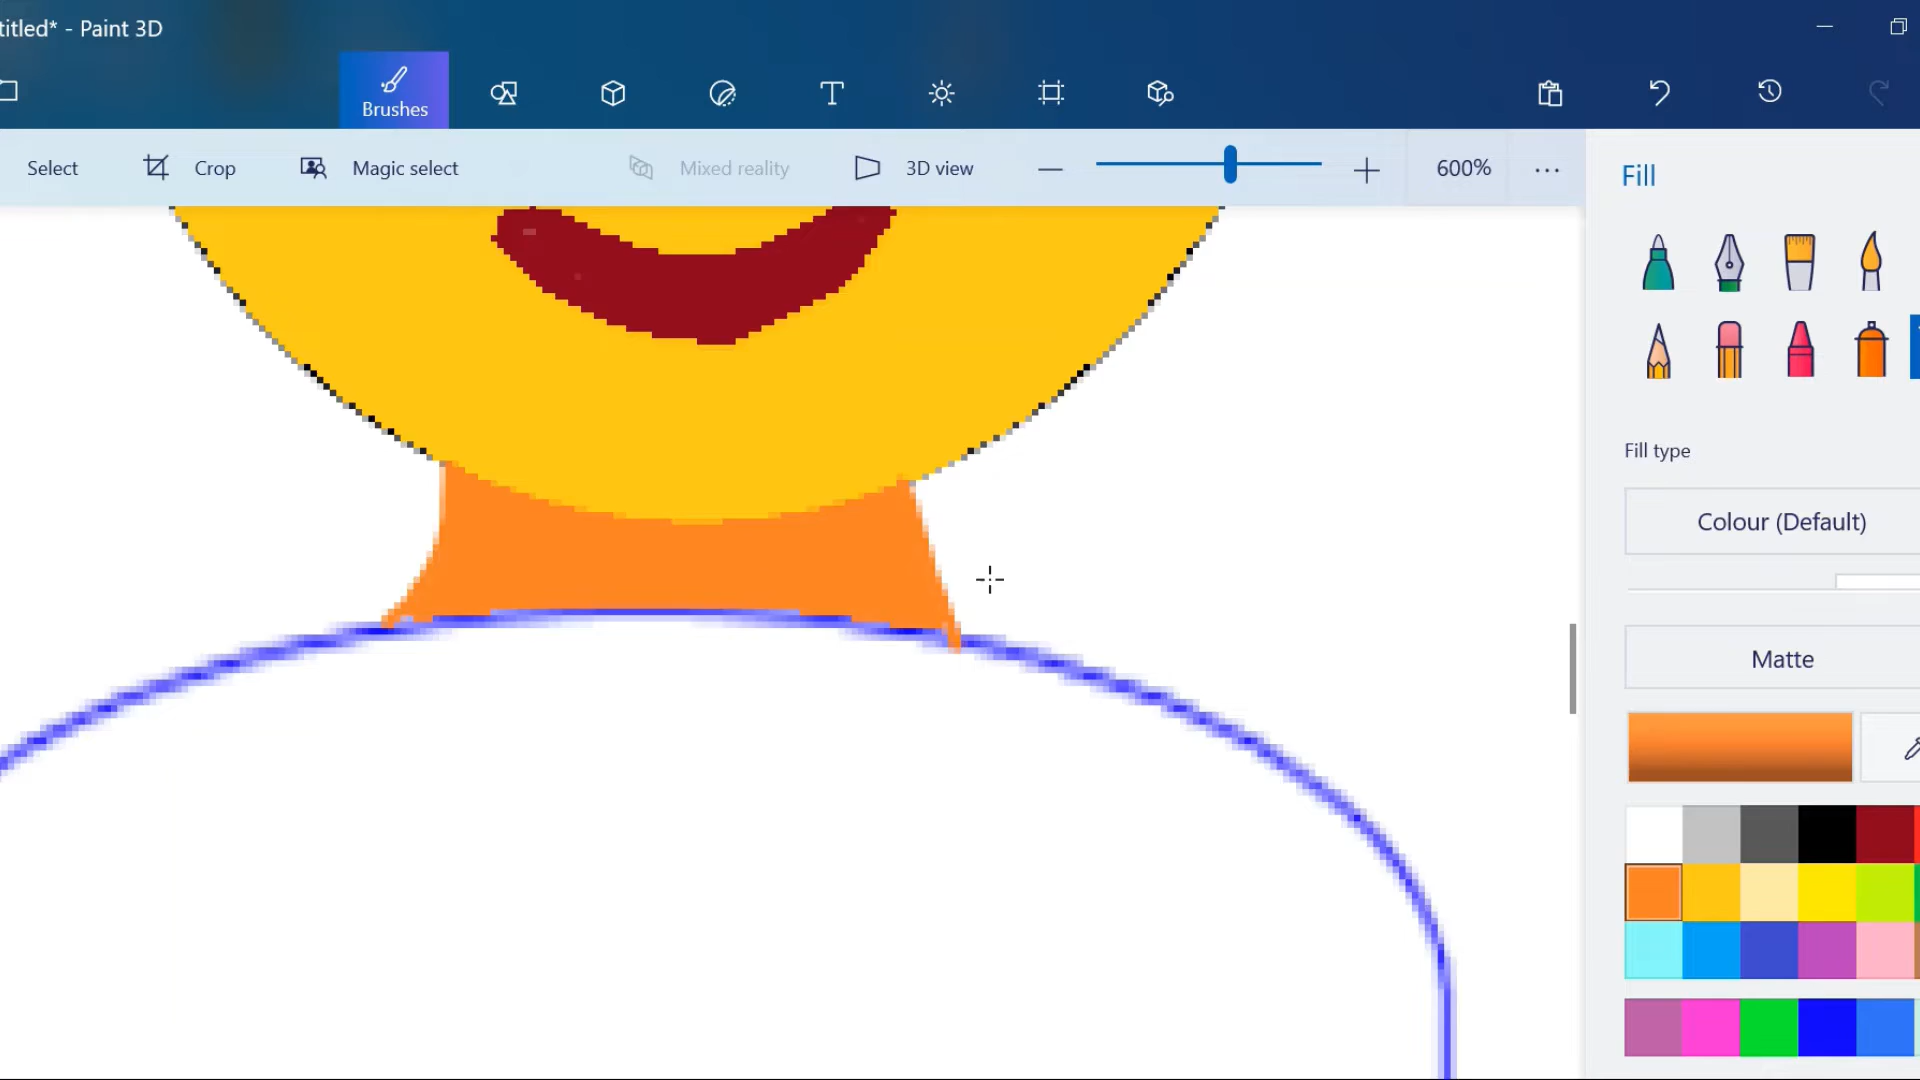 titled* - Paint 3D
Brushes
Select
Crop
Magic select
Mixed reality
3D view
600%
Fill
Fill type
Colour (Default)
Matte